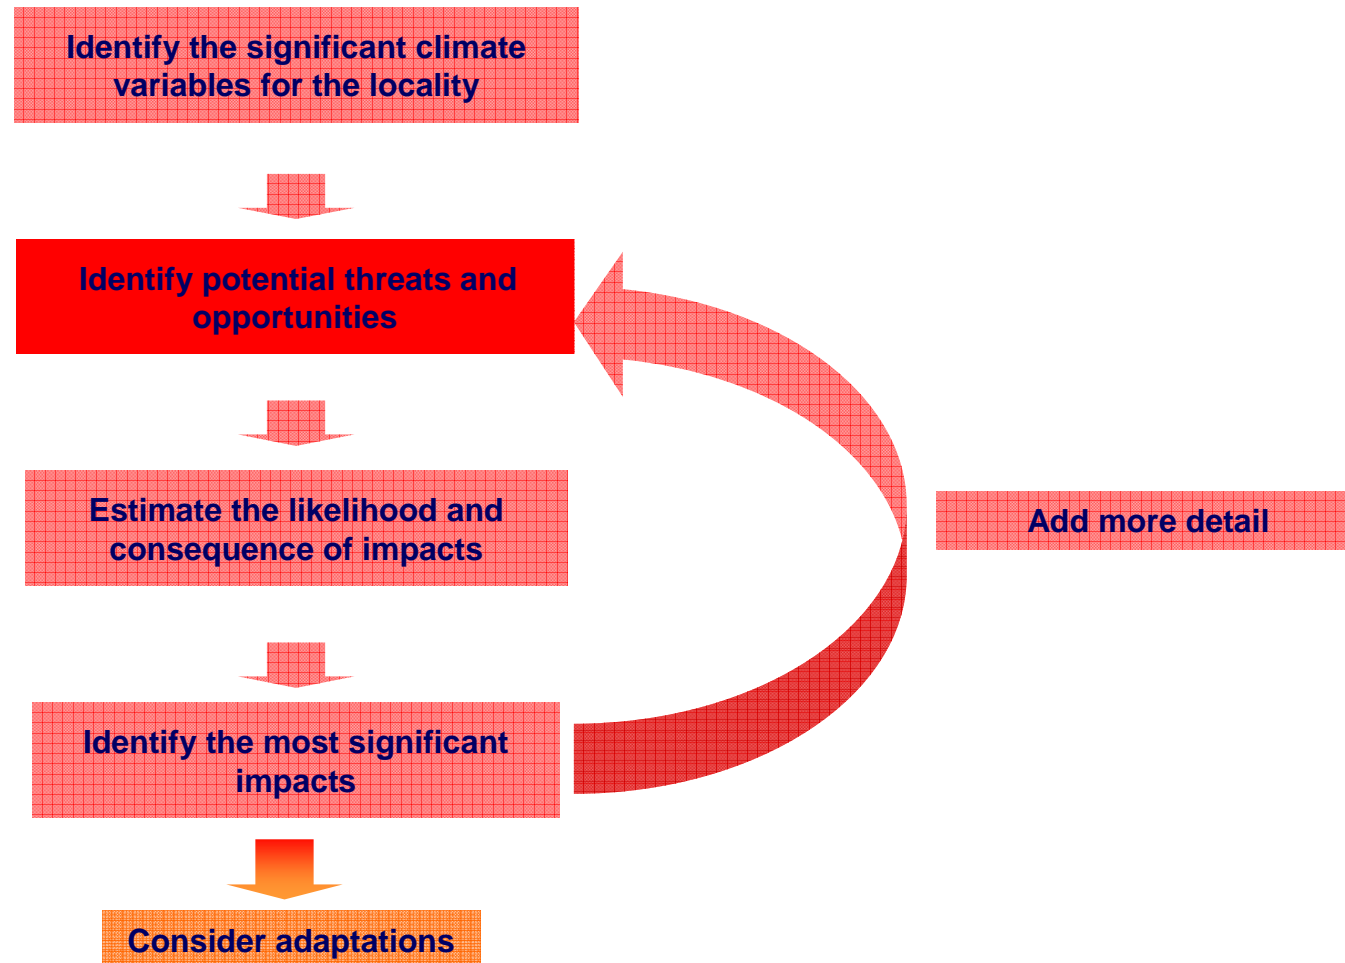 Identify the significant climate
variables for the locality
Identify potential threats and
opportunities
Estimate the likelihood and
consequence of impacts
Add more detail
Identify the most significant
impacts
Consider adaptations